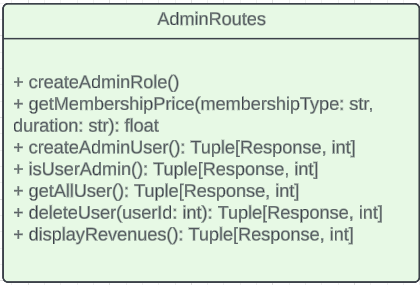 AdminRoutes
+ createAdminRole()
+ getMembershipPrice(membershipType: str,
duration: str): float
+ createAdminUser(): Tuple[Response, int]
+ isUserAdmin(): Tuple[Response, int]
+ getAllUser(): Tuple[Response, int]
+ deleteUser(userId: int): Tuple[Response, int]
+ displayRevenues(): Tuple[Response, int]